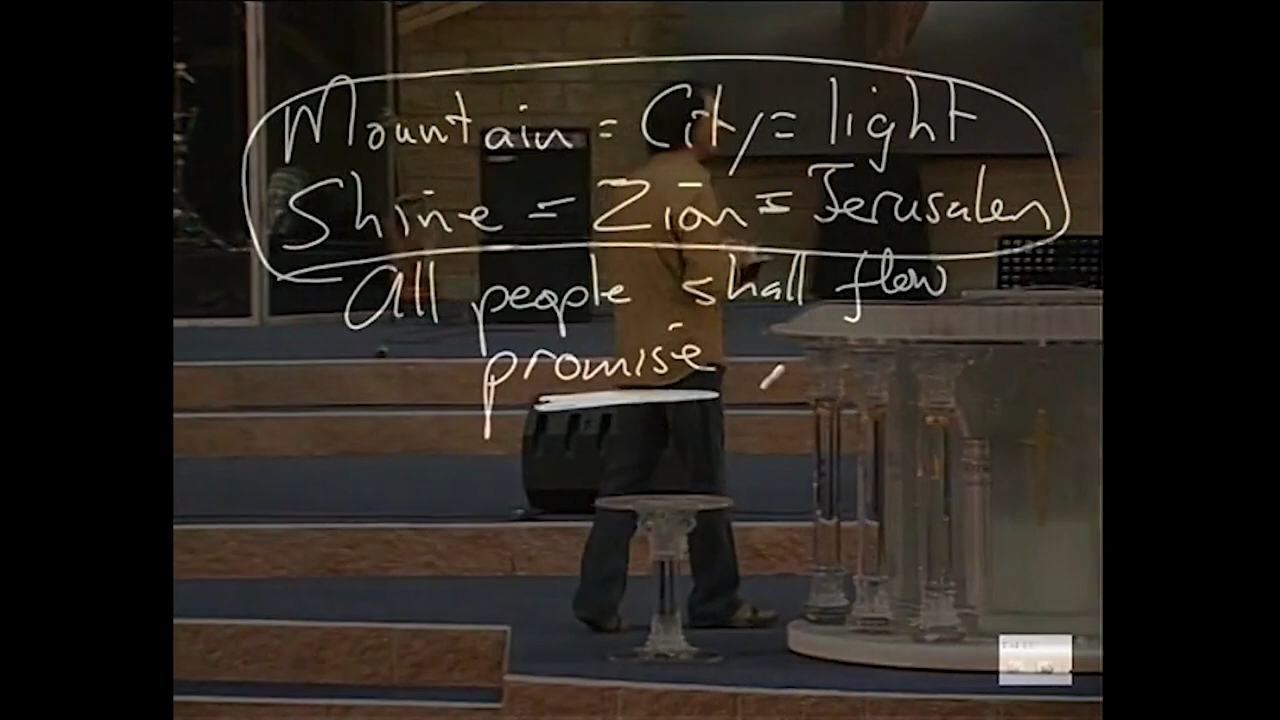 Mountain = City = light
Shine = Zion = Jerusalem
All people shall flow
promise,